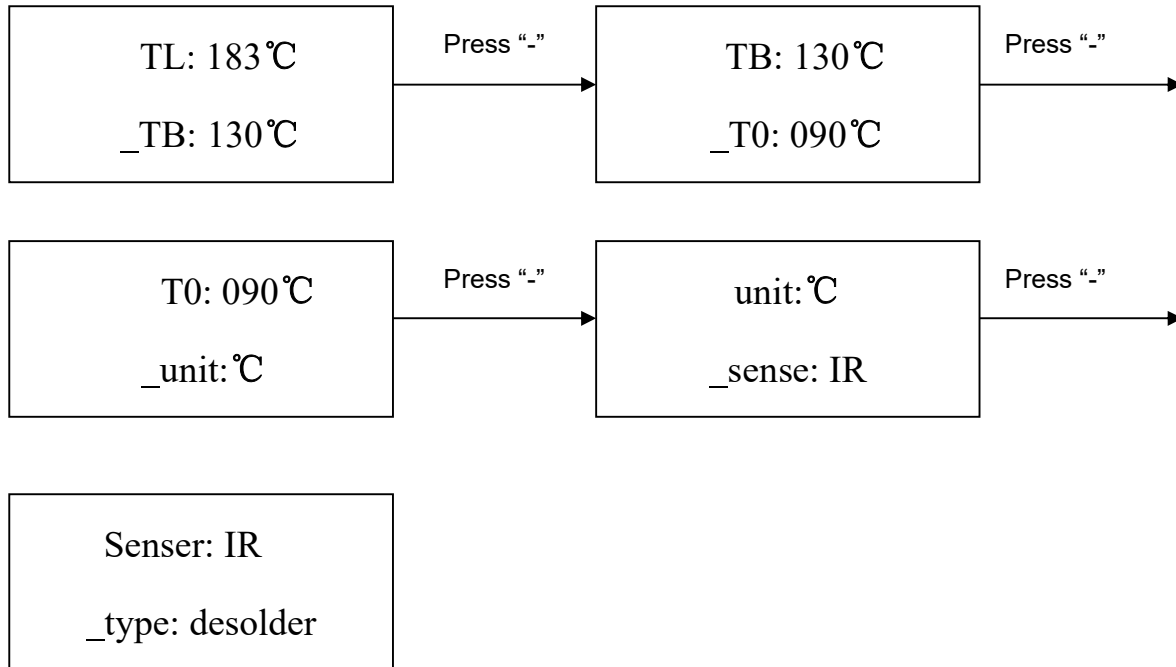 TL: 183℃
_TB: 130℃
Press “-”
TB: 130℃
_T0: 090℃
Press “-”
T0: 090℃
_unit:℃
Press “-”
unit:℃
_sense: IR
Press “-”
Senser: IR
_type: desolder